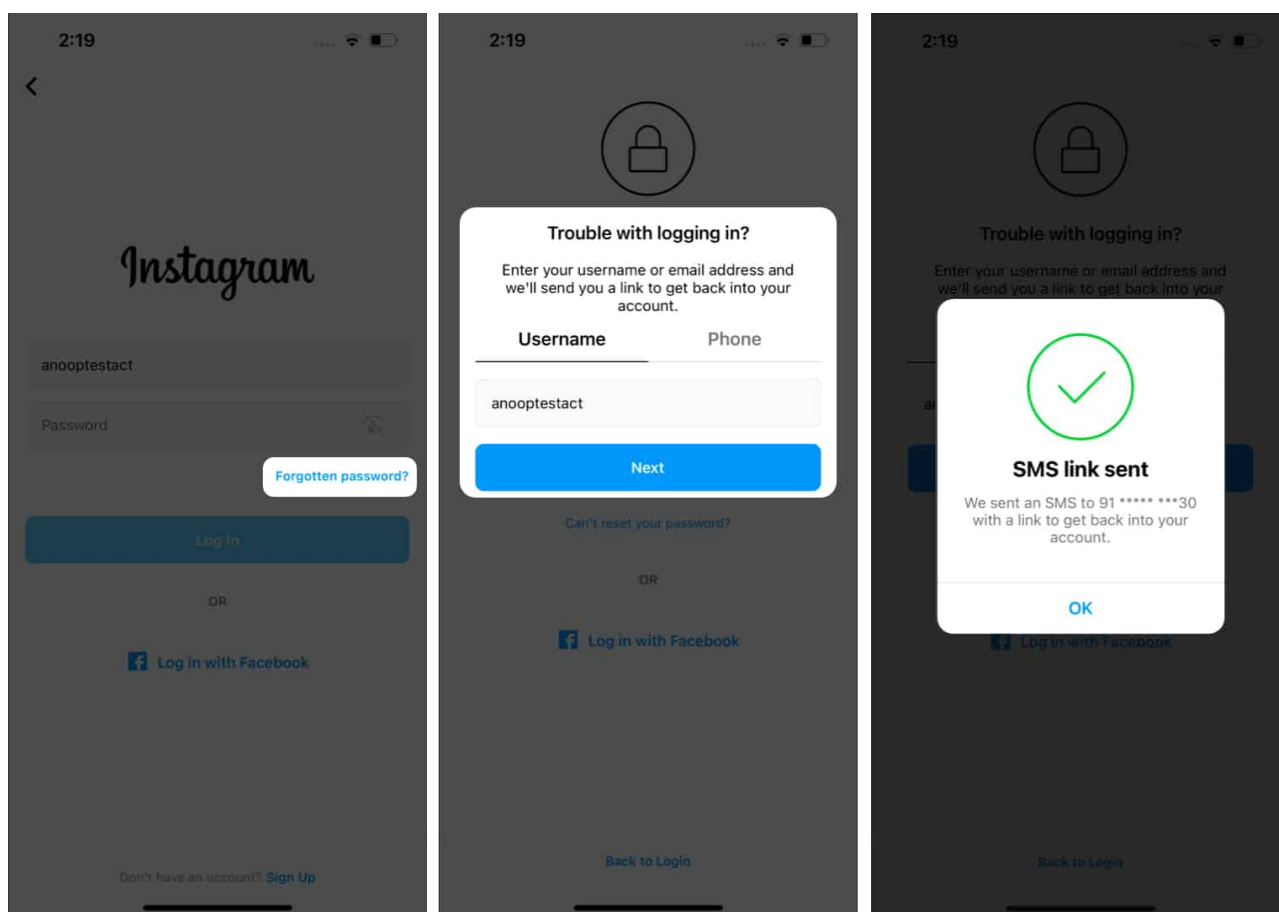 2:19
Instagram
anooptestact
Password
Forgotten password?
Log In
OR
Log in with Facebook
Don't have an account? Sign Up
2:19
Trouble with logging in?
Enter your username or email address and
we'll send you a link to get back into your
account.
Username
Phone
anooptestact
Next
Can't reset your password?
OR
Log in with Facebook
Back to Login
2:19
Trouble with logging in?
Enter your username or email address and
we'll send you a link to get back into your
SMS link sent
We sent an SMS to 91 ***** ***30
with a link to get back into your
account.
OK
Log in with Facebook
Back to Login